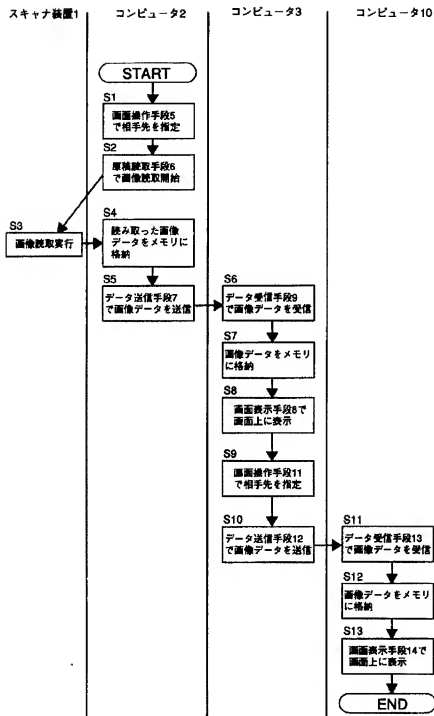 スキャナ装置1
コンピュータ2
コンピュータ3
コンピュータ10
START
S1
画面操作手段5
で相手先を指定
S2
原稿読取手段6
で画像読取開始
S3
画像読取実行
S4
読み取った画像
データをメモリに
格納
S5
データ送信手段7
で画像データを送信
S6
データ受信手段9
で画像データを受信
S7
画像データをメモリ
に格納
S8
画面表示手段8で
画面上に表示
S9
画面操作手段11
で相手先を指定
S10
データ送信手段12
で画像データを送信
S11
データ受信手段13
で画像データを受信
S12
画像データをメモリ
に格納
S13
画面表示手段14で
画面上に表示
END